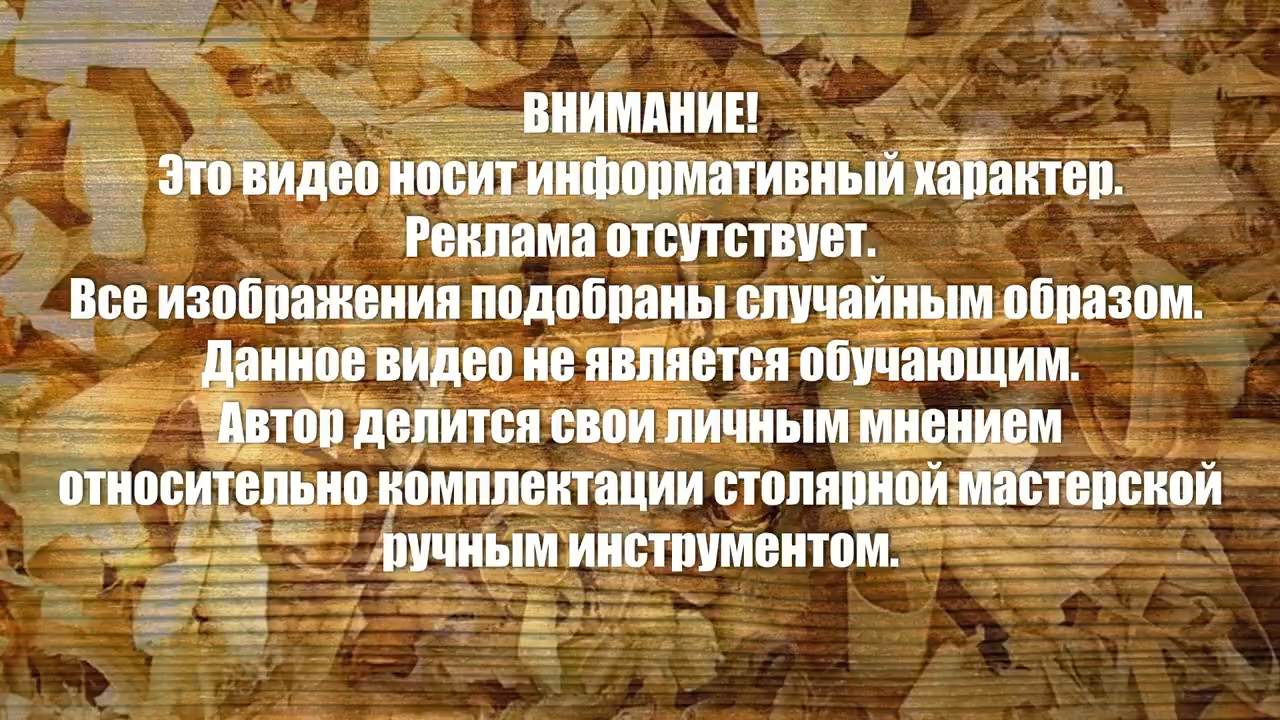 ВНИМАНИЕ!
Это видео носит информативный характер.
Реклама отсутствует.
Все изображения подобраны случайным образом.
Данное видео не является обучающим.
Автор делится свои личным мнением
относительно комплектации столярной мастерской
ручным инструментом.